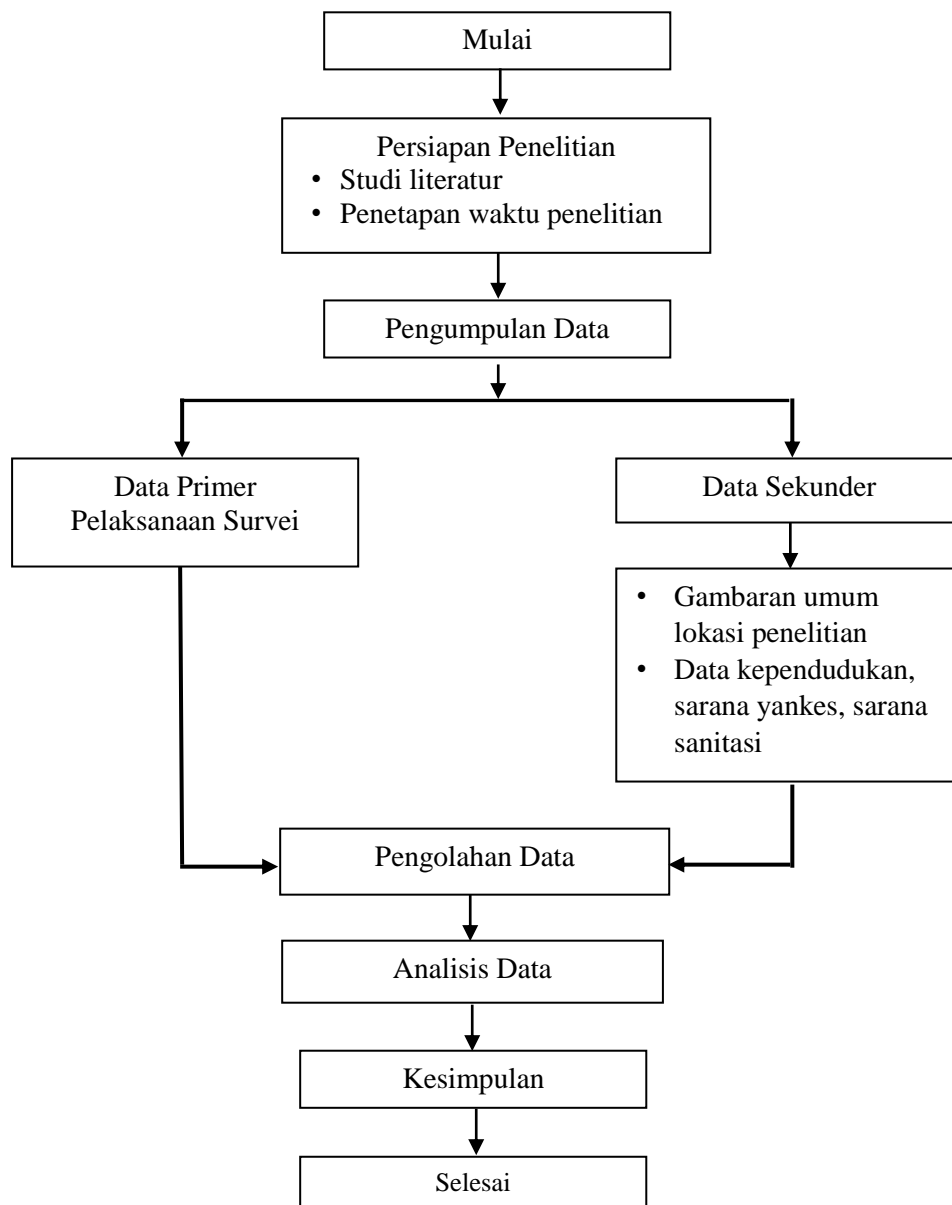 Mulai
Persiapan Penelitian
• Studi literatur
• Penetapan waktu penelitian
Pengumpulan Data
Data Primer
Pelaksanaan Survei
Data Sekunder
• Gambaran umum
lokasi penelitian
• Data kependudukan,
sarana yankes, sarana
sanitasi
Pengolahan Data
Analisis Data
Kesimpulan
Selesai